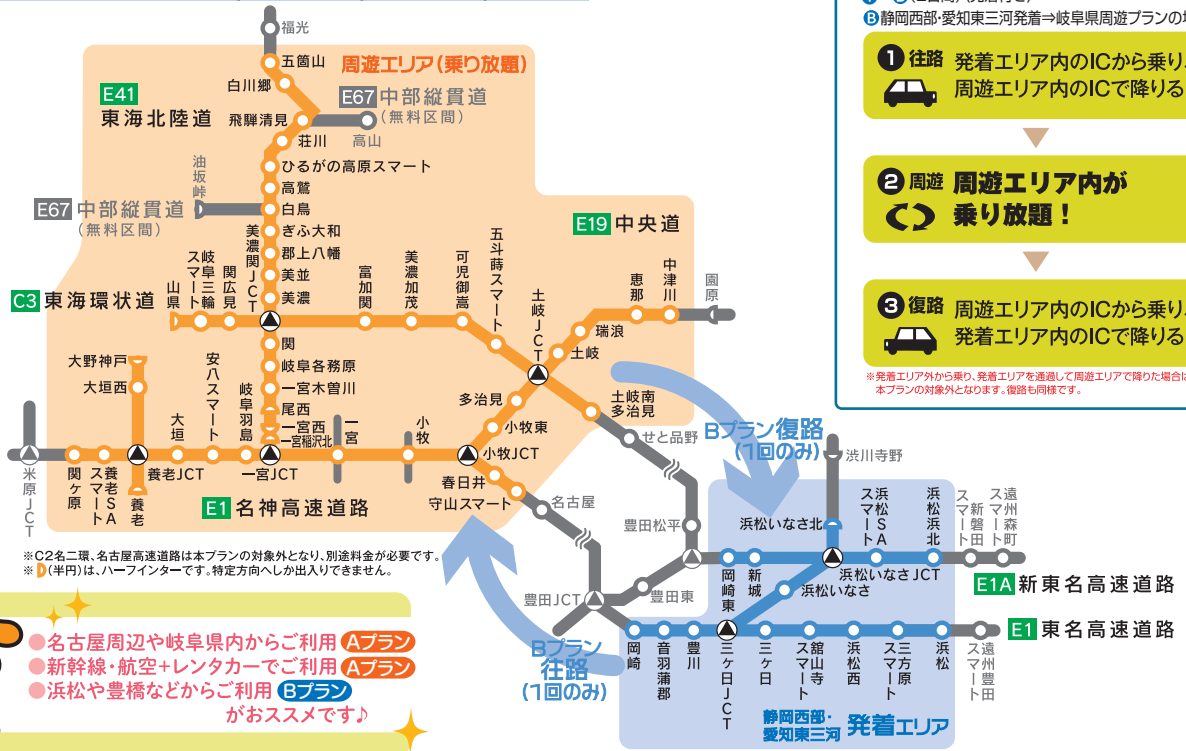 福光
五箇山
白川郷
周遊エリア(乗り放題)
E41
東海北陸道
飛騨清見
E67 中部縦貫道
(無料区間)
高山
荘川
油坂峠
ひるがの高原スマート
高鷲
E67 中部縦貫道
(無料区間)
白鳥
ぎふ大和
郡上八幡
美並
美濃
美濃関JCT
E19 中央道
C3 東海環状道
山県
岐阜三輪スマート
関広見
富加関
美濃加茂
可児御嵩
五斗蒔スマート
土岐JCT
恵那
中津川
園原
瑞浪
土岐
関
岐阜各務原
一宮木曽川
尾西
一宮西
一宮稲沢北
大野神戸
大垣西
大垣
安八スマート
岐阜羽島
一宮
小牧
多治見
小牧東
小牧JCT
土岐南多治見
せと品野
米原JCT
関ヶ原
養老SAスマート
養老
養老JCT
一宮JCT
E1 名神高速道路
春日井
守山スマート
名古屋
※C2名二環、名古屋高速道路は本プランの対象外となり、別途料金が必要です。
※ (半円)は、ハーフインターです。特定方向へしか出入りできません。
Bプラン復路
(1回のみ)
渋川寺野
浜松いなさ北
浜松SAスマート
浜松浜北
新磐田スマート
遠州森町スマート
豊田松平
豊田東
豊田JCT
岡崎東
新城
浜松いなさJCT
浜松いなさ
E1A 新東名高速道路
E1 東名高速道路
Bプラン
往路
(1回のみ)
岡崎
音羽蒲郡
豊川
三ヶ日JCT
三ヶ日
舘山寺スマート
浜松西
三方原スマート
浜松
遠州豊田スマート
静岡西部・愛知東三河 発着エリア
●名古屋周辺や岐阜県内からご利用 Aプラン
●新幹線・航空+レンタカーでご利用 Aプラン
●浜松や豊橋などからご利用 Bプラン
がおススメです♪
B静岡西部・愛知東三河発着⇒岐阜県周遊プランの場
1 往路 発着エリア内のICから乗り、
周遊エリア内のICで降りる
2 周遊 周遊エリア内が
乗り放題！
3 復路 周遊エリア内のICから乗り、
発着エリア内のICで降りる
※発着エリア外から乗り、発着エリアを通過して周遊エリアで降りた場合は
本プランの対象外となります。復路も同様です。